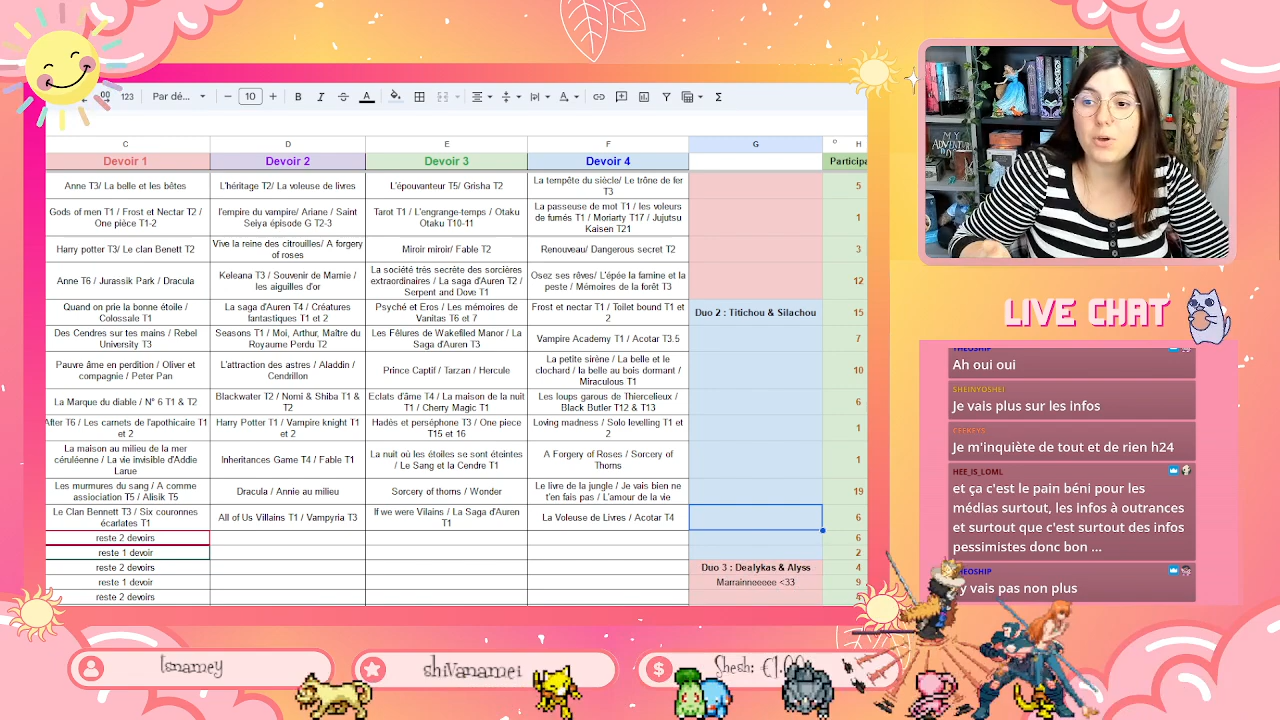 .00 123 Par dé... − 10 + B I S A Σ
C D E F G H
Devoir 1 Devoir 2 Devoir 3 Devoir 4 Participa
Anne T3/ La belle et les bêtes
L'héritage T2/ La voleuse de livres
L'épouvanteur T5/ Grisha T2
La tempête du siècle/ Le trône de fer
T3
5
Gods of men T1 / Frost et Nectar T2 /
One pièce T1-2
l'empire du vampire/ Ariane / Saint
Seiya épisode G T2-3
Tarot T1 / L'engrange-temps / Otaku
Otaku T10-11
La passeuse de mot T1 / les voleurs
de fumés T1 / Moriarty T17 / Jujutsu
Kaisen T21
1
Harry potter T3/ Le clan Benett T2
Vive la reine des citrouilles/ A forgery
of roses
Miroir miroir/ Fable T2
Renouveau/ Dangerous secret T2
3
Anne T6 / Jurassik Park / Dracula
Keleana T3 / Souvenir de Mamie /
les aiguilles d'or
La société très secrète des sorcières
extraordinaires / La saga d'Auren T2 /
Serpent and Dove T1
Osez ses rêves/ L'épée la famine et la
peste / Mémoires de la forêt T3
12
Quand on prie la bonne étoile /
Colossale T1
La saga d'Auren T4 / Créatures
fantastiques T1 et 2
Psyché et Eros / Les mémoires de
Vanitas T6 et 7
Frost et nectar T1 / Toilet bound T1 et
2
Duo 2 : Titichou & Silachou
15
Des Cendres sur tes mains / Rebel
University T3
Seasons T1 / Moi, Arthur, Maître du
Royaume Perdu T2
Les Fêlures de Wakefiled Manor / La
Saga d'Auren T3
Vampire Academy T1 / Acotar T3.5
7
Pauvre âme en perdition / Oliver et
compagnie / Peter Pan
L'attraction des astres / Aladdin /
Cendrillon
Prince Captif / Tarzan / Hercule
La petite sirène / La belle et le
clochard / la belle au bois dormant /
Miraculous T1
10
La Marque du diable / N° 6 T1 & T2
Blackwater T2 / Nora & Shiba T1 &
T2
Eclats d'âme T4 / La maison de la nuit
T1 / Cherry Magic T1
Les loups garous de Thiercelieux /
Black Butler T12 & T13
6
After T6 / Les carnets de l'apothicaire T1
et 2
Harry Potter T1 / Vampire knight T1
et 2
Hadès et perséphone T3 / One piece
T15 et 16
Loving madness / Solo levelling T1 et
2
1
La maison au milieu de la mer
céruléenne / La vie invisible d'Addie
Larue
Inheritances Game T4 / Fable T1
La nuit où les étoiles se sont éteintes
/ Le Sang et la Cendre T1
A Forgery of Roses / Sorcery of
Thorns
1
Les murmures du sang / A comme
assiociation T5 / Alisik T5
Dracula / Annie au milieu
Sorcery of thorns / Wonder
Le livre de la jungle / Je vais bien ne
t'en fais pas / L'amour de la vie
19
Le Clan Bennett T3 / Six couronnes
écarlates T1
All of Us Villains T1 / Vampyria T3
If we were Vilains / La Saga d'Auren
T1
La Voleuse de Livres / Acotar T4
6
reste 2 devoirs 6
reste 1 devoir 2
reste 2 devoirs Duo 3 : Dealykas & Alyss 4
reste 1 devoir Marrainneeeee <33 9
reste 2 devoirs
MY
ADVENTURE
LIVE CHAT
THEOSHIP
Ah oui oui
SHEINYOSHEI
Je vais plus sur les infos
Je m'inquiète de tout et de rien h24
HEE_IS_LOML
et ça c'est le pain béni pour les
médias surtout, les infos à outrances
et surtout que c'est surtout des infos
pessimistes donc bon ...
THEOSHIP
y vais pas non plus
tsnamey
shiVanamei
Shesh: €1.00